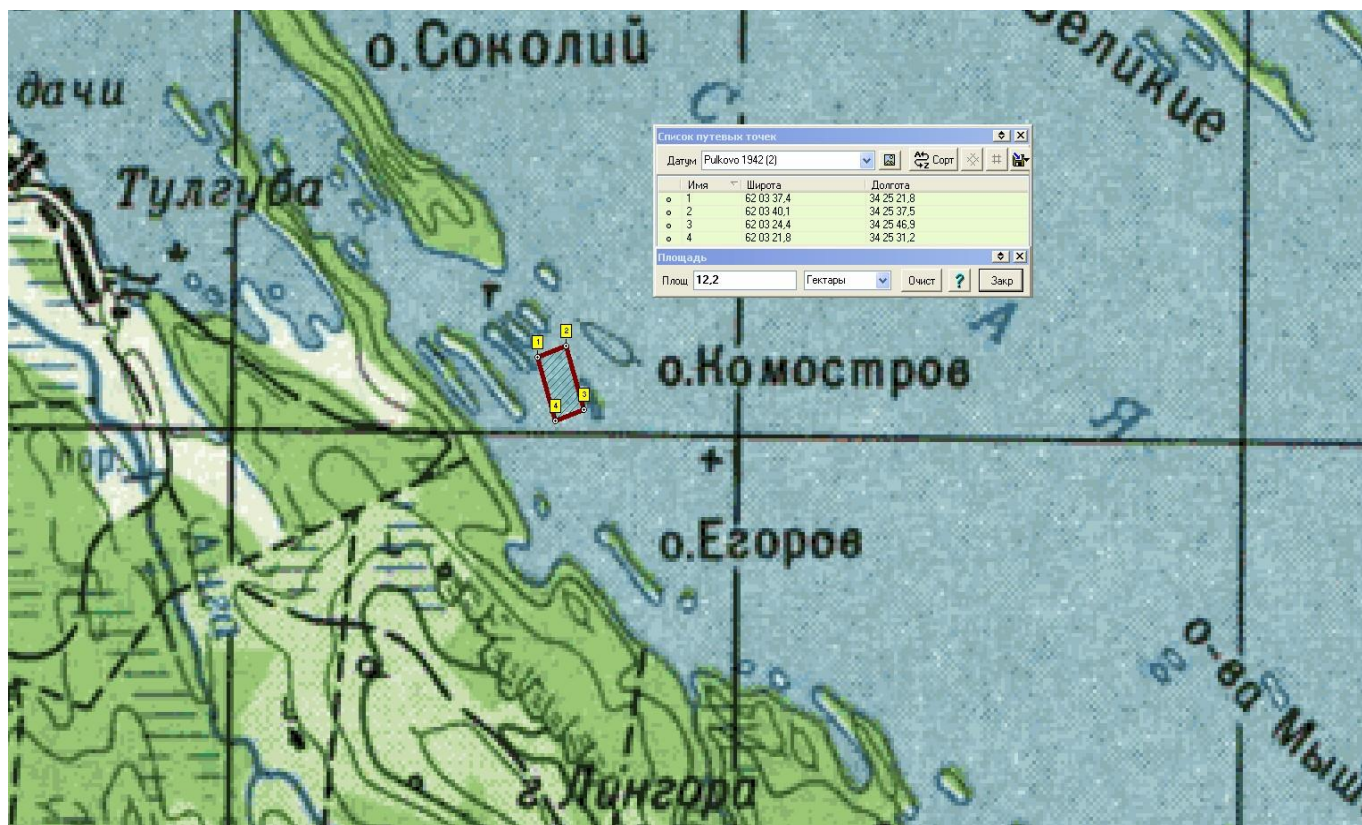 о.Соколий
Великие
дачи
С
Тулгуба
Список путевых точек
Датум Pulkovo 1942 (2) Сорт
Имя Широта Долгота
1 62 03 37,4 34 25 21,8
2 62 03 40,1 34 25 37,5
3 62 03 24,4 34 25 46,9
4 62 03 21,8 34 25 31,2
Площадь
Площ 12,2 Гектары Очист ? Закр
т
А
2
1
о.Комостров
3
4
Я
пор.
о.Егоров
о-ва Мыш
г.Лингора